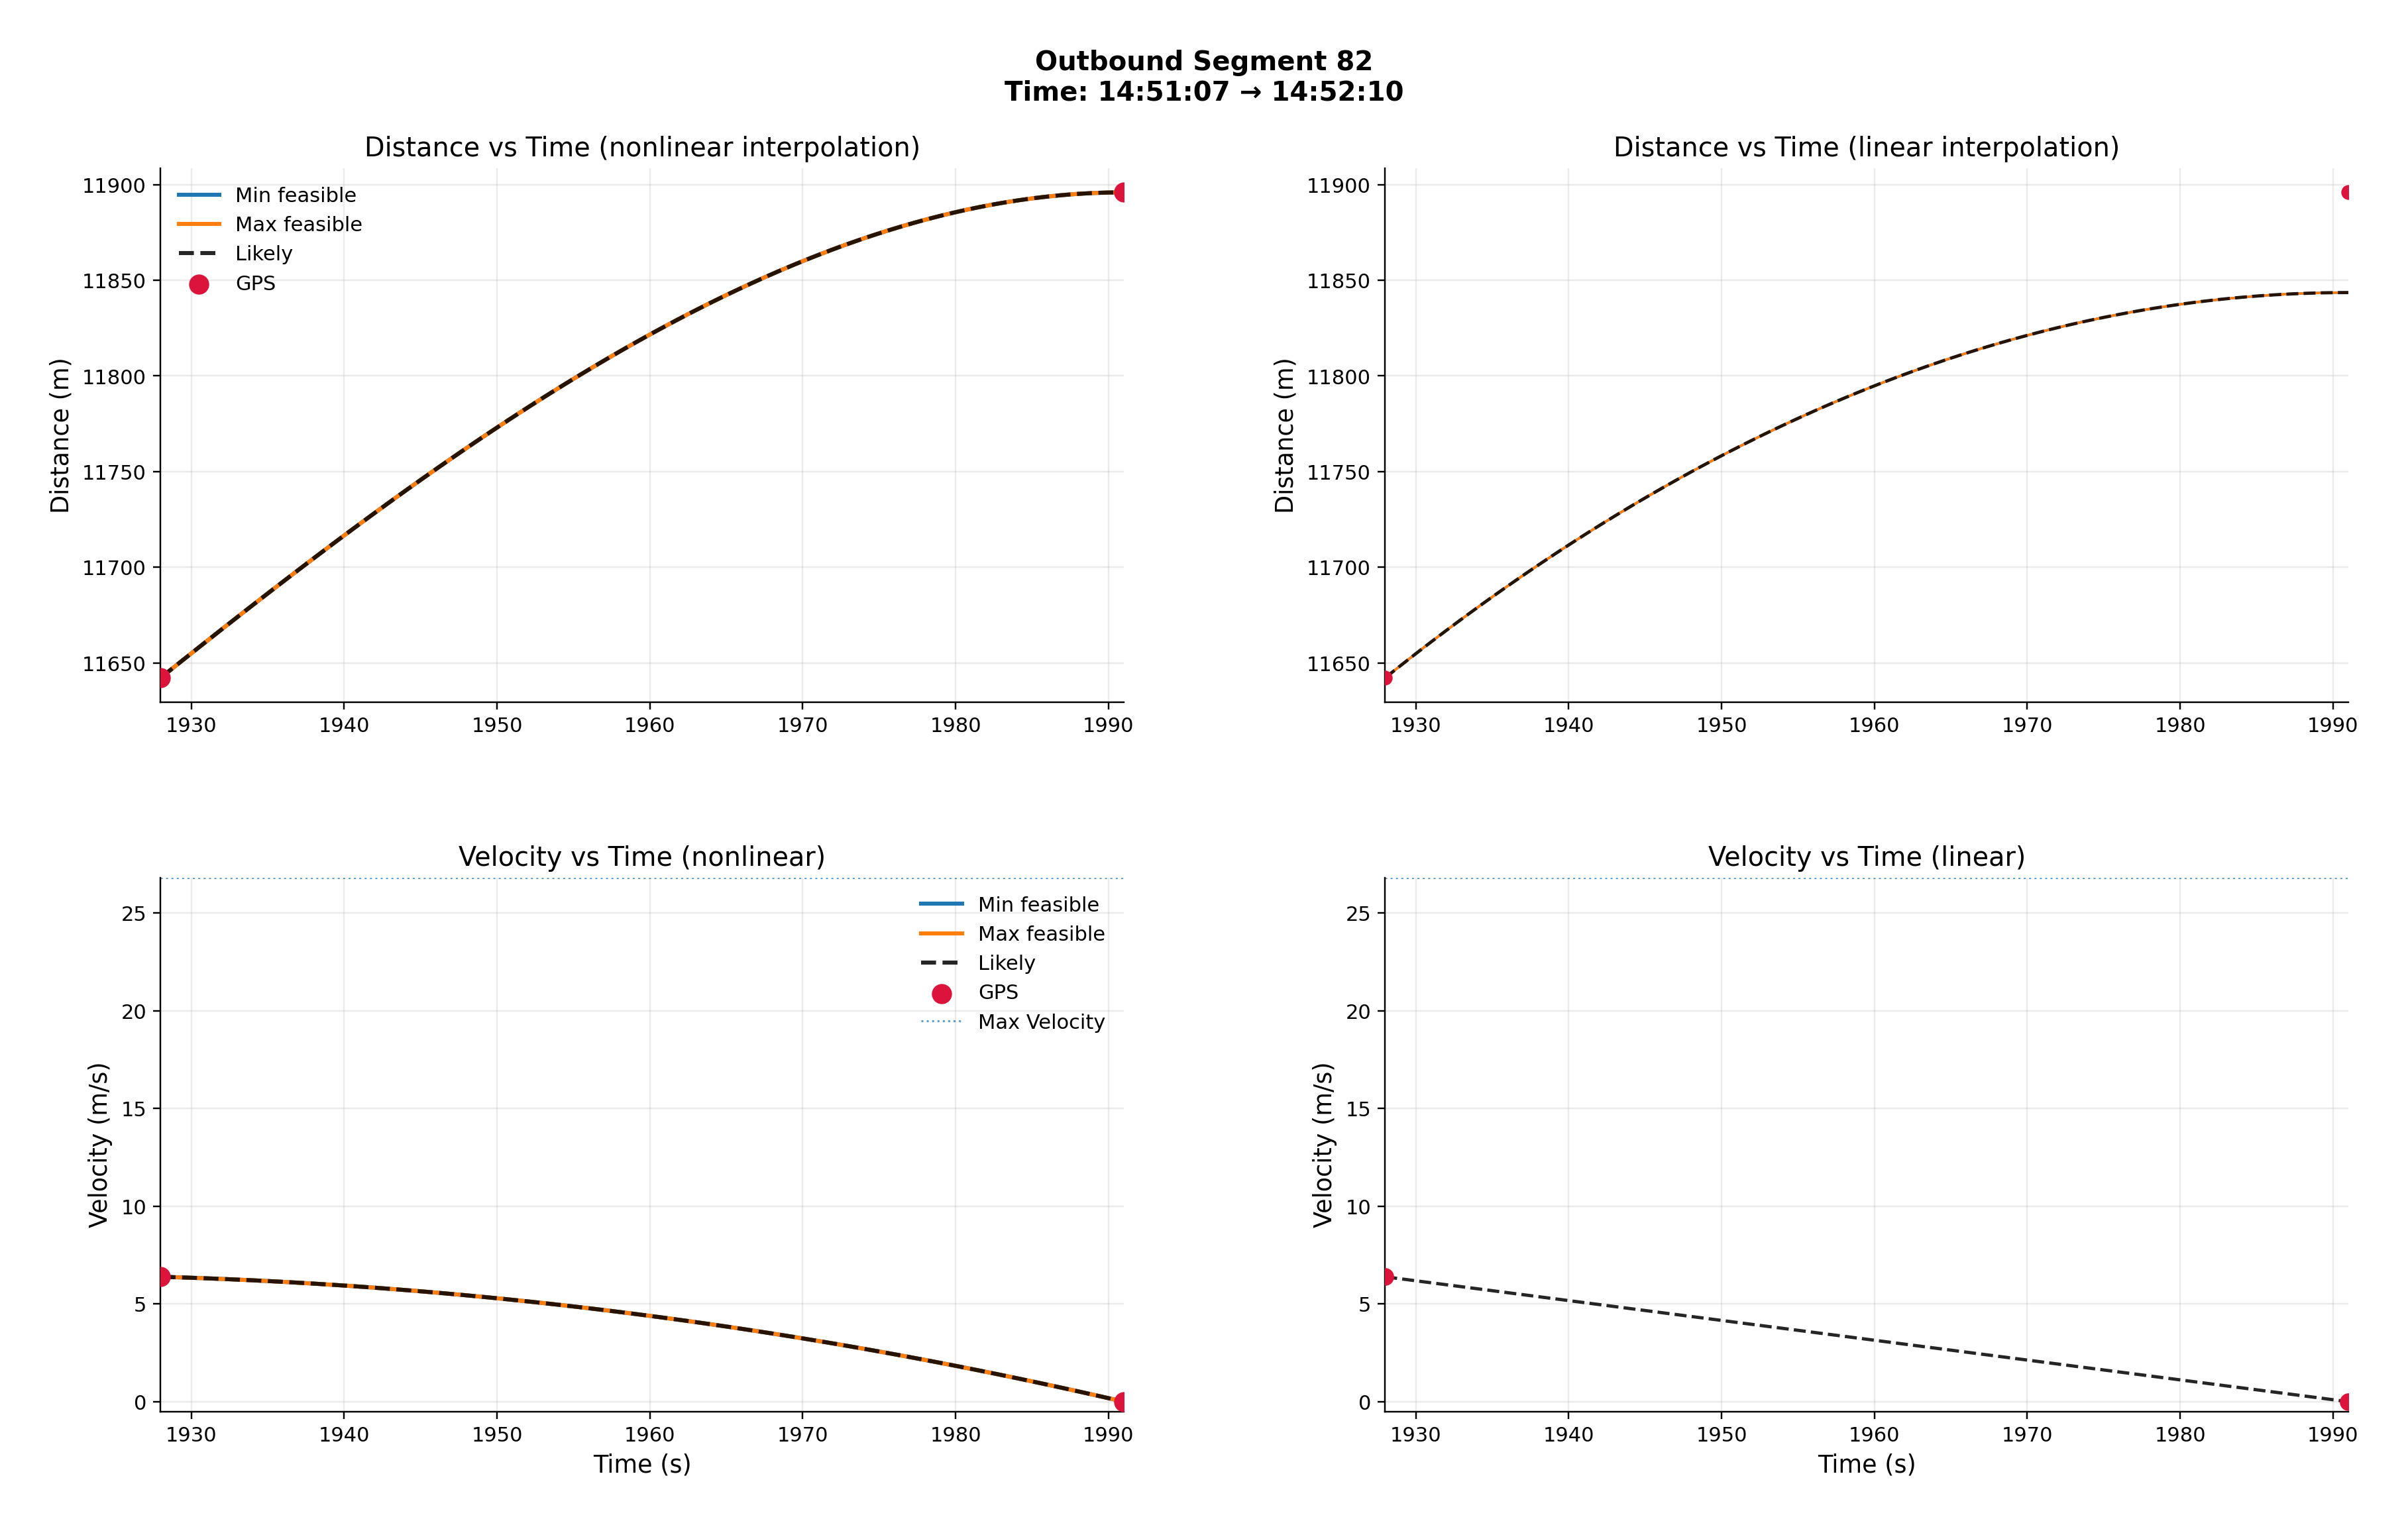 Outbound Segment 82
Time: 14:51:07 → 14:52:10
Distance vs Time (nonlinear interpolation)
Distance (m)
11900
11850
11800
11750
11700
11650
Min feasible
Max feasible
Likely
GPS
1930 1940 1950 1960 1970 1980 1990
Distance vs Time (linear interpolation)
Distance (m)
11900
11850
11800
11750
11700
11650
1930 1940 1950 1960 1970 1980 1990
Velocity vs Time (nonlinear)
Velocity (m/s)
25
20
15
10
5
0
Min feasible
Max feasible
Likely
GPS
Max Velocity
1930 1940 1950 1960 1970 1980 1990
Time (s)
Velocity vs Time (linear)
Velocity (m/s)
25
20
15
10
5
0
1930 1940 1950 1960 1970 1980 1990
Time (s)